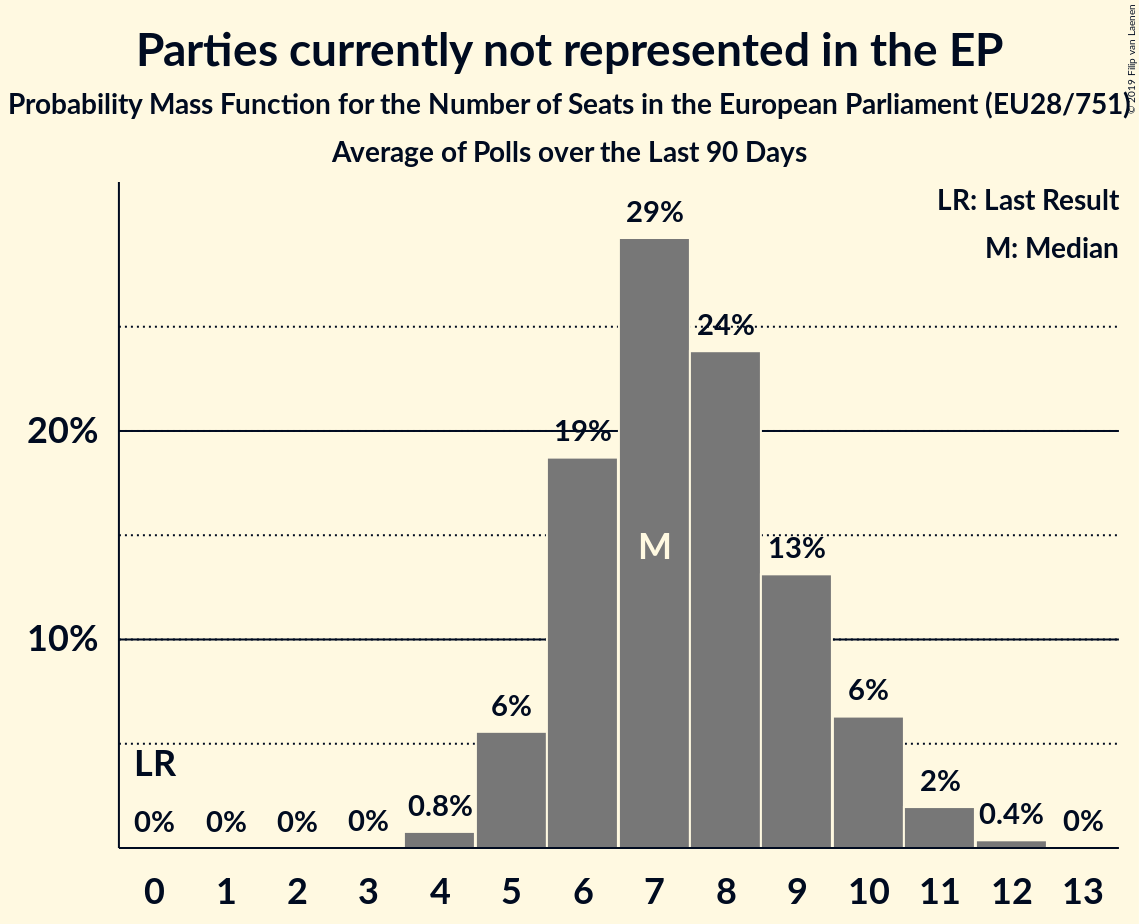 Parties currently not represented in the EP
Probability Mass Function for the Number of Seats in the European Parliament (EU28/751)
Average of Polls over the Last 90 Days
© 2019 Filip van Laenen
LR: Last Result
M: Median
20%
10%
LR
0%
0%
0%
0%
0.8%
6%
19%
29%
M
24%
13%
6%
2%
0.4%
0%
0 1 2 3 4 5 6 7 8 9 10 11 12 13